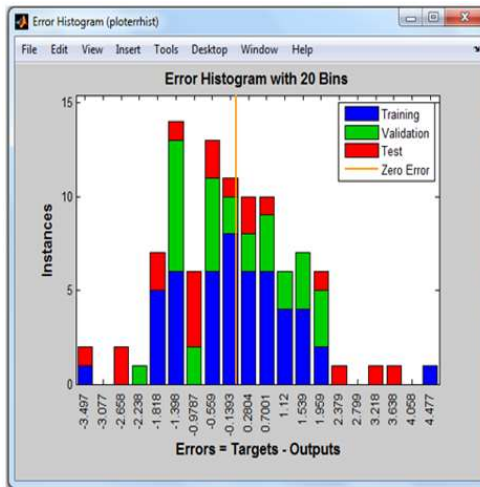 Error Histogram (ploterrhist)
File Edit View Insert Tools Desktop Window Help
Error Histogram with 20 Bins
Training
Validation
Test
Zero Error
15
10
5
0
Instances
-3.497 -3.077 -2.658 -2.238 -1.818 -1.398 -0.9787 -0.559 -0.1393 0.2804 0.7001 1.12 1.539 1.959 2.379 2.799 3.218 3.638 4.058 4.477
Errors = Targets - Outputs